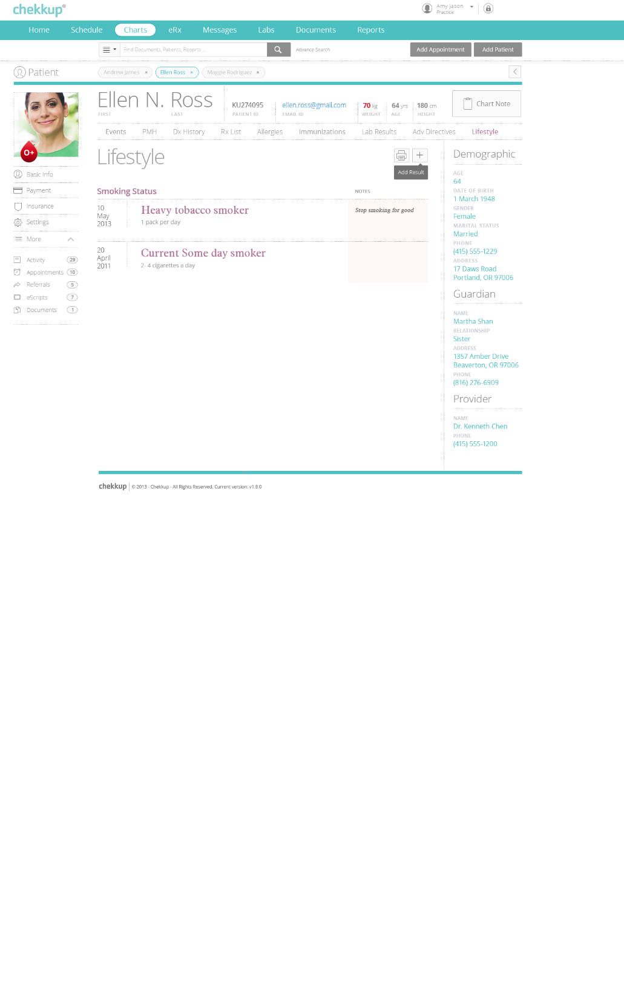 chekkup®
Amy Jason
Practice
Home Schedule Charts eRx Messages Labs Documents Reports
Find Documents, Patients, Reaprts ...
Advance Search
Add Appointment
Add Patient
Patient
Andrew James ×
Ellen Ross ×
Maggie Rodriguez ×
Ellen N. Ross
FIRST LAST
KU274095
PATIENT ID
ellen.ross@gmail.com
EMAIL ID
70 kg
WEIGHT
64 yrs
AGE
180 cm
HEIGHT
Chart Note
O+
Events PMH Dx History Rx List Allergies Immunizations Lab Results Adv Directives Lifestyle
Basic Info
Payment
Insurance
Settings
More
Activity 29
Appointments 10
Referrals 5
eScripts 7
Documents 1
Lifestyle
Add Result
Smoking Status
NOTES
10
May
2013
Heavy tobacco smoker
1 pack per day
Stop smoking for good
20
April
2011
Current Some day smoker
2- 4 cigarettes a day
Demographic
AGE
64
DATE OF BIRTH
1 March 1948
GENDER
Female
MARITAL STATUS
Married
PHONE
(415) 555-1229
ADDRESS
17 Daws Road
Portland, OR 97006
Guardian
NAME
Martha Shan
RELATIONSHIP
Sister
ADDRESS
1357 Amber Drive
Beaverton, OR 97006
PHONE
(816) 276-6909
Provider
NAME
Dr. Kenneth Chen
PHONE
(415) 555-1200
chekkup
© 2013 - Chekkup - All Rights Reserved. Current version: v1.8.0